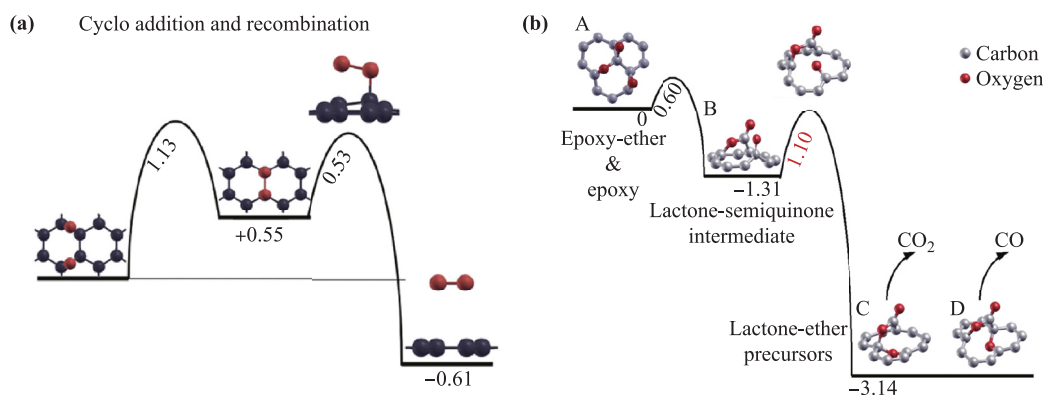 (a)
Cyclo addition and recombination
1.13
+0.55
0.53
−0.61
(b)
A
Carbon
Oxygen
0
0.60
B
Epoxy-ether
&
epoxy
−1.31
1.10
Lactone-semiquinone
intermediate
CO2
CO
C
D
Lactone-ether
precursors
−3.14